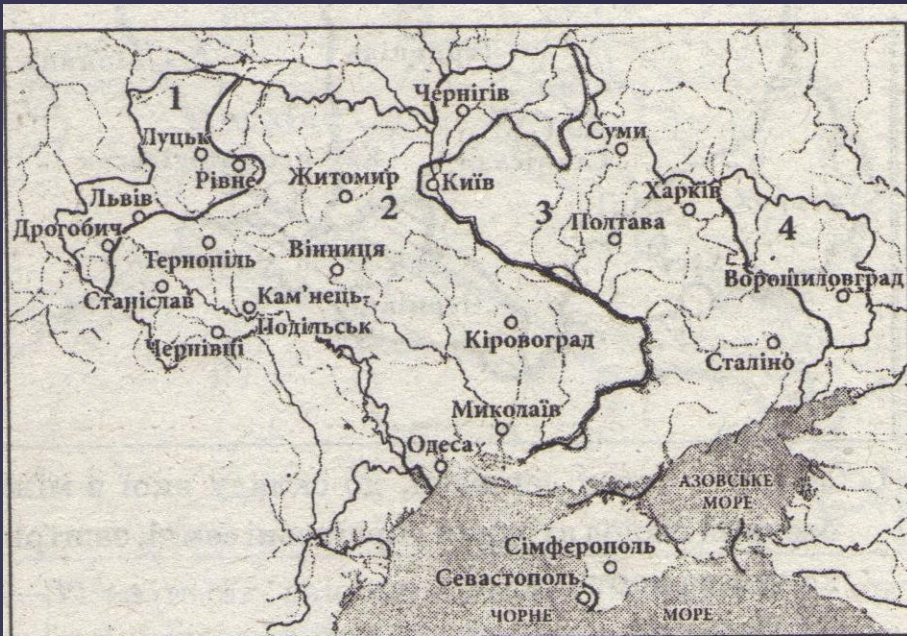 Чернігів
1
Суми
Луцьк
Рівне
Житомир
Київ
Харків
Львів
2
3
Полтава
4
Дрогобич
Тернопіль
Вінниця
Ворошиловград
Станіслав
Кам’нець-
Подільськ
Чернівці
Кіровоград
Сталіно
Миколаїв
Одеса
АЗОВСЬКЕ
МОРЕ
Сімферополь
Севастополь
ЧОРНЕ
МОРЕ